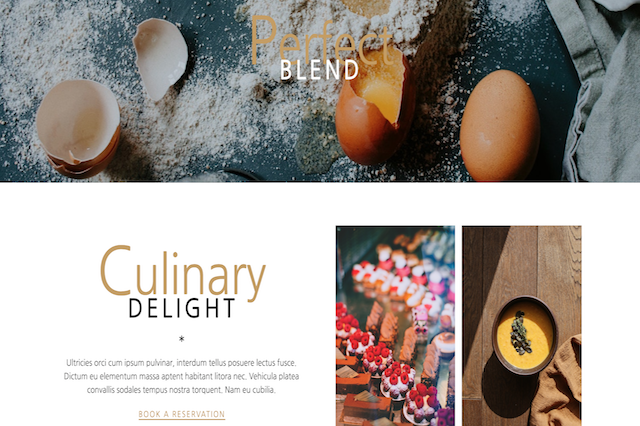 Perfect
BLEND
Culinary
DELIGHT
*
Ultricies orci cum ipsum pulvinar, interdum tellus posuere lectus fusce.
Dictum eu elementum massa aptent habitant litora nec. Vehicula platea
convallis sodales tempus nostra torquent. Nam eu cubilia.
BOOK A RESERVATION